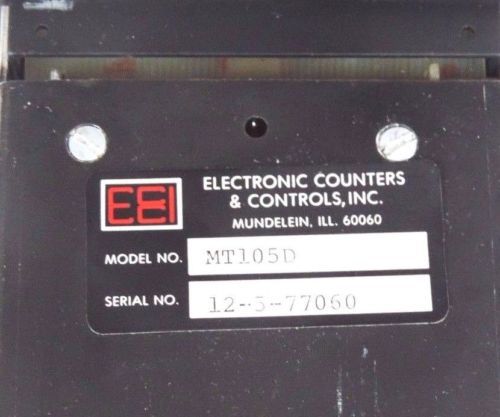 EEI
ELECTRONIC COUNTERS
& CONTROLS, INC.
MUNDELEIN, ILL. 60060
MODEL NO. MT105D
SERIAL NO. 12-5-77060